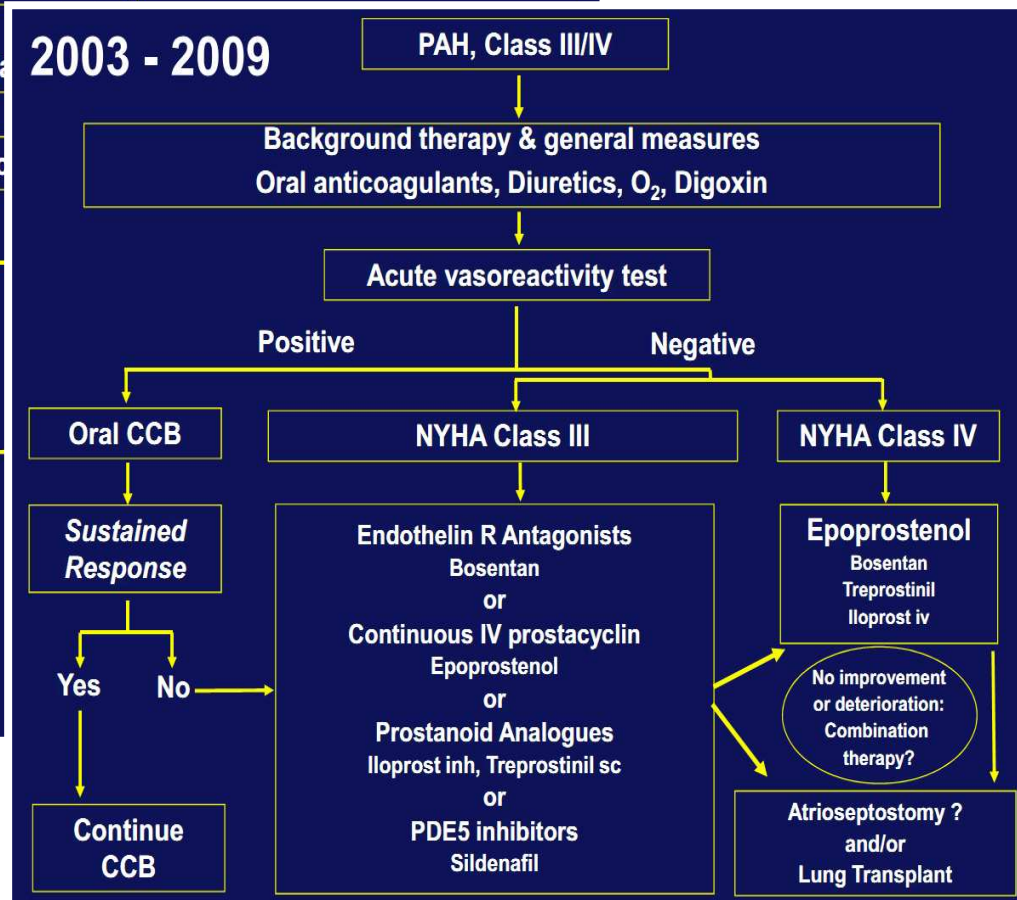 2003 - 2009
PAH, Class III/IV
Background therapy & general measures
Oral anticoagulants, Diuretics, O₂, Digoxin
Acute vasoreactivity test
Positive
Negative
Oral CCB
NYHA Class III
NYHA Class IV
Sustained
Response
Yes
No
Continue
CCB
Endothelin R Antagonists
Bosentan
or
Continuous IV prostacyclin
Epoprostenol
or
Prostanoid Analogues
Iloprost inh, Treprostinil sc
or
PDE5 inhibitors
Sildenafil
Epoprostenol
Bosentan
Treprostinil
Iloprost iv
No improvement
or deterioration:
Combination
therapy?
Atrioseptostomy ?
and/or
Lung Transplant